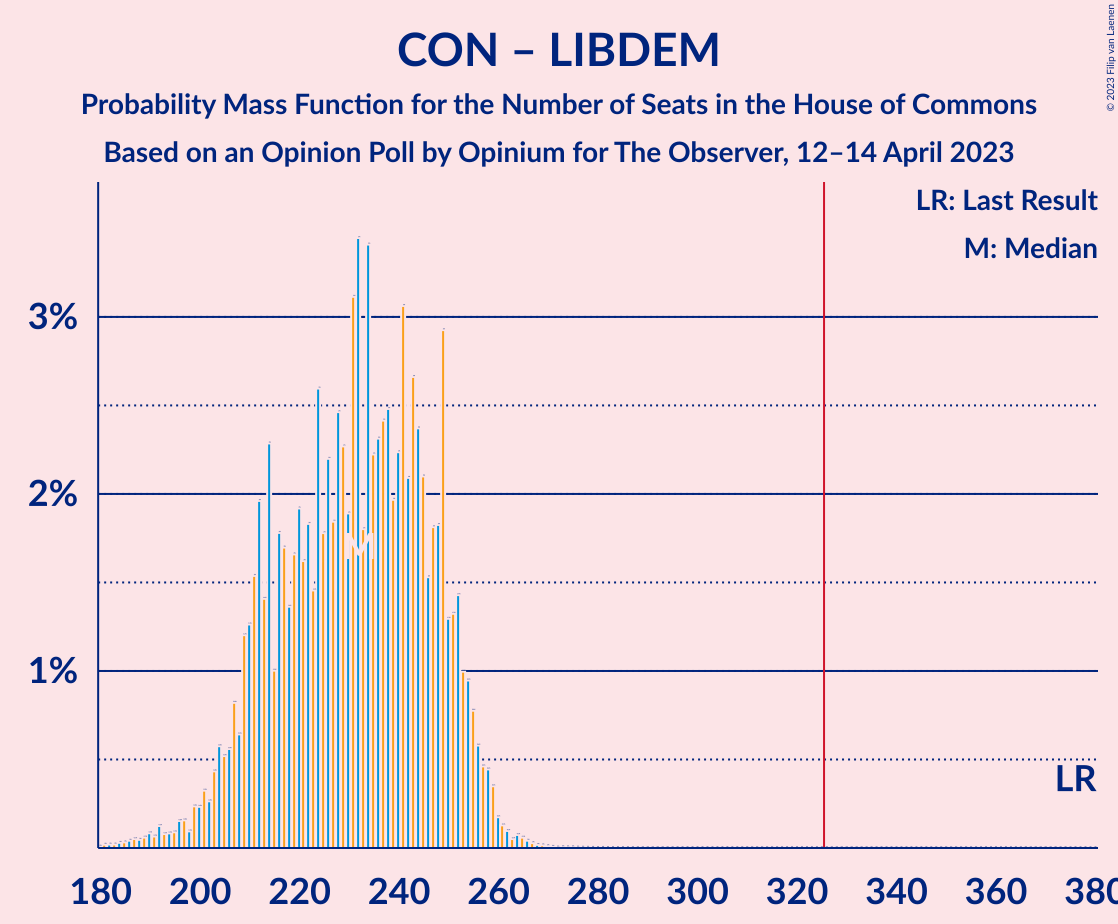 CON – LIBDEM
Probability Mass Function for the Number of Seats in the House of Commons
Based on an Opinion Poll by Opinium for The Observer, 12–14 April 2023
© 2023 Filip van Laenen
LR: Last Result
M: Median
3%
2%
1%
M
LR
180 200 220 240 260 280 300 320 340 360 380